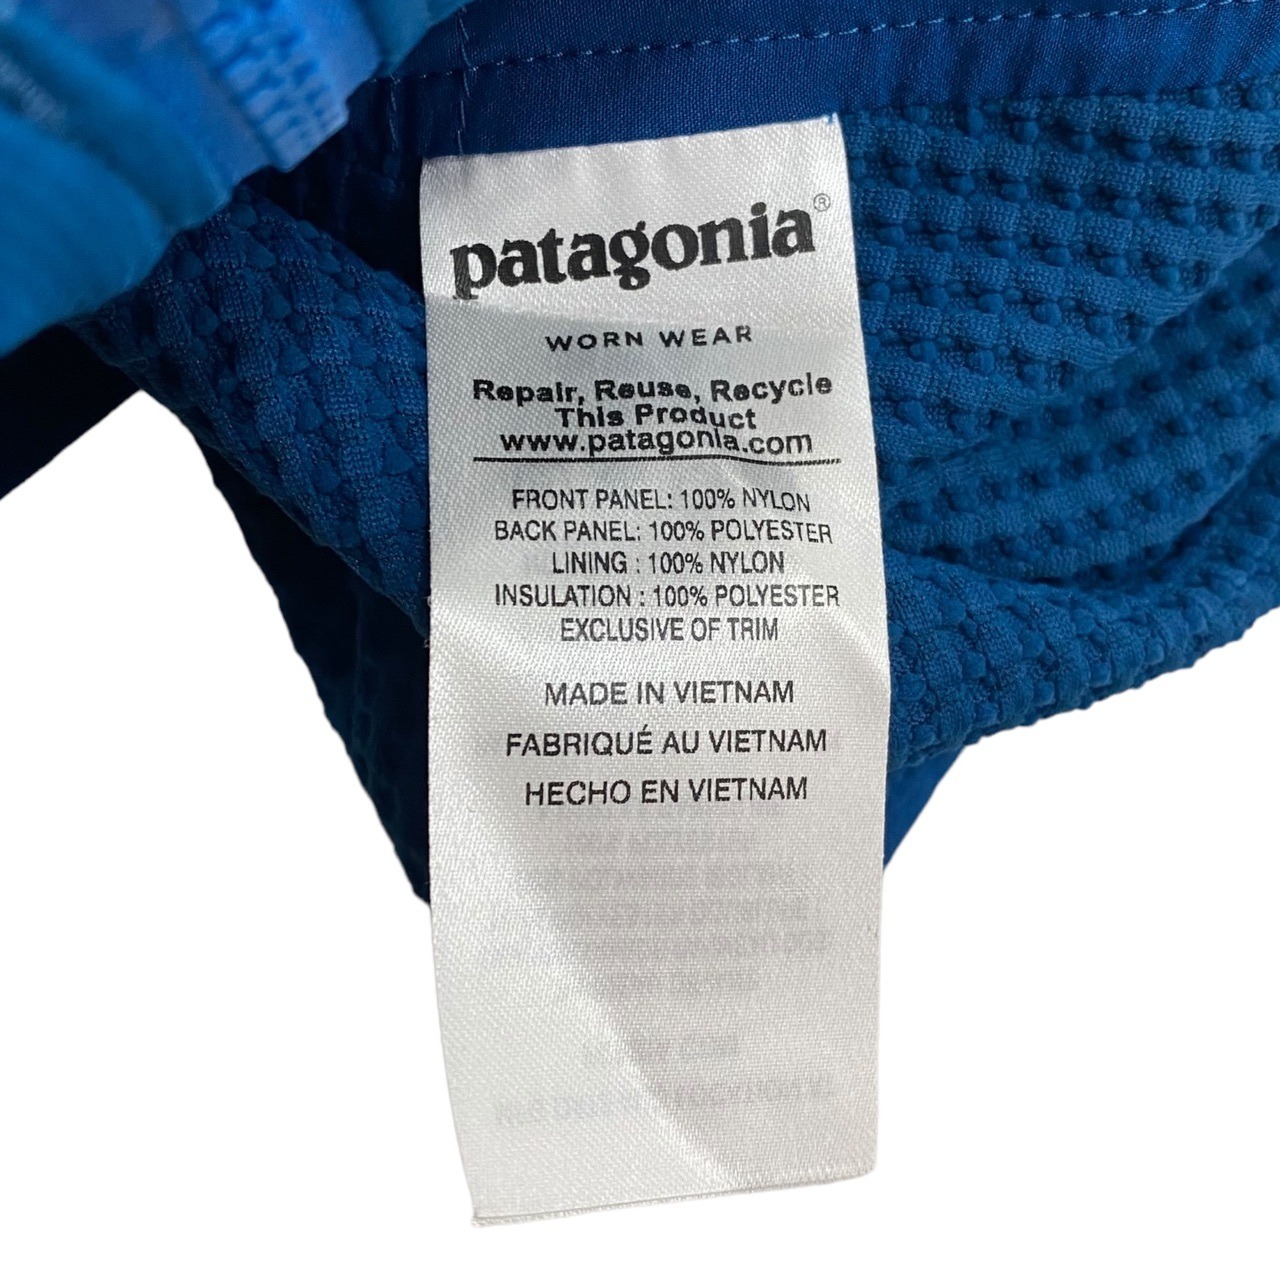 patagonia®
WORN WEAR
Repair, Reuse, Recycle
This Product
www.patagonia.com
FRONT PANEL: 100% NYLON
BACK PANEL: 100% POLYESTER
LINING : 100% NYLON
INSULATION : 100% POLYESTER
EXCLUSIVE OF TRIM
MADE IN VIETNAM
FABRIQUÉ AU VIETNAM
HECHO EN VIETNAM